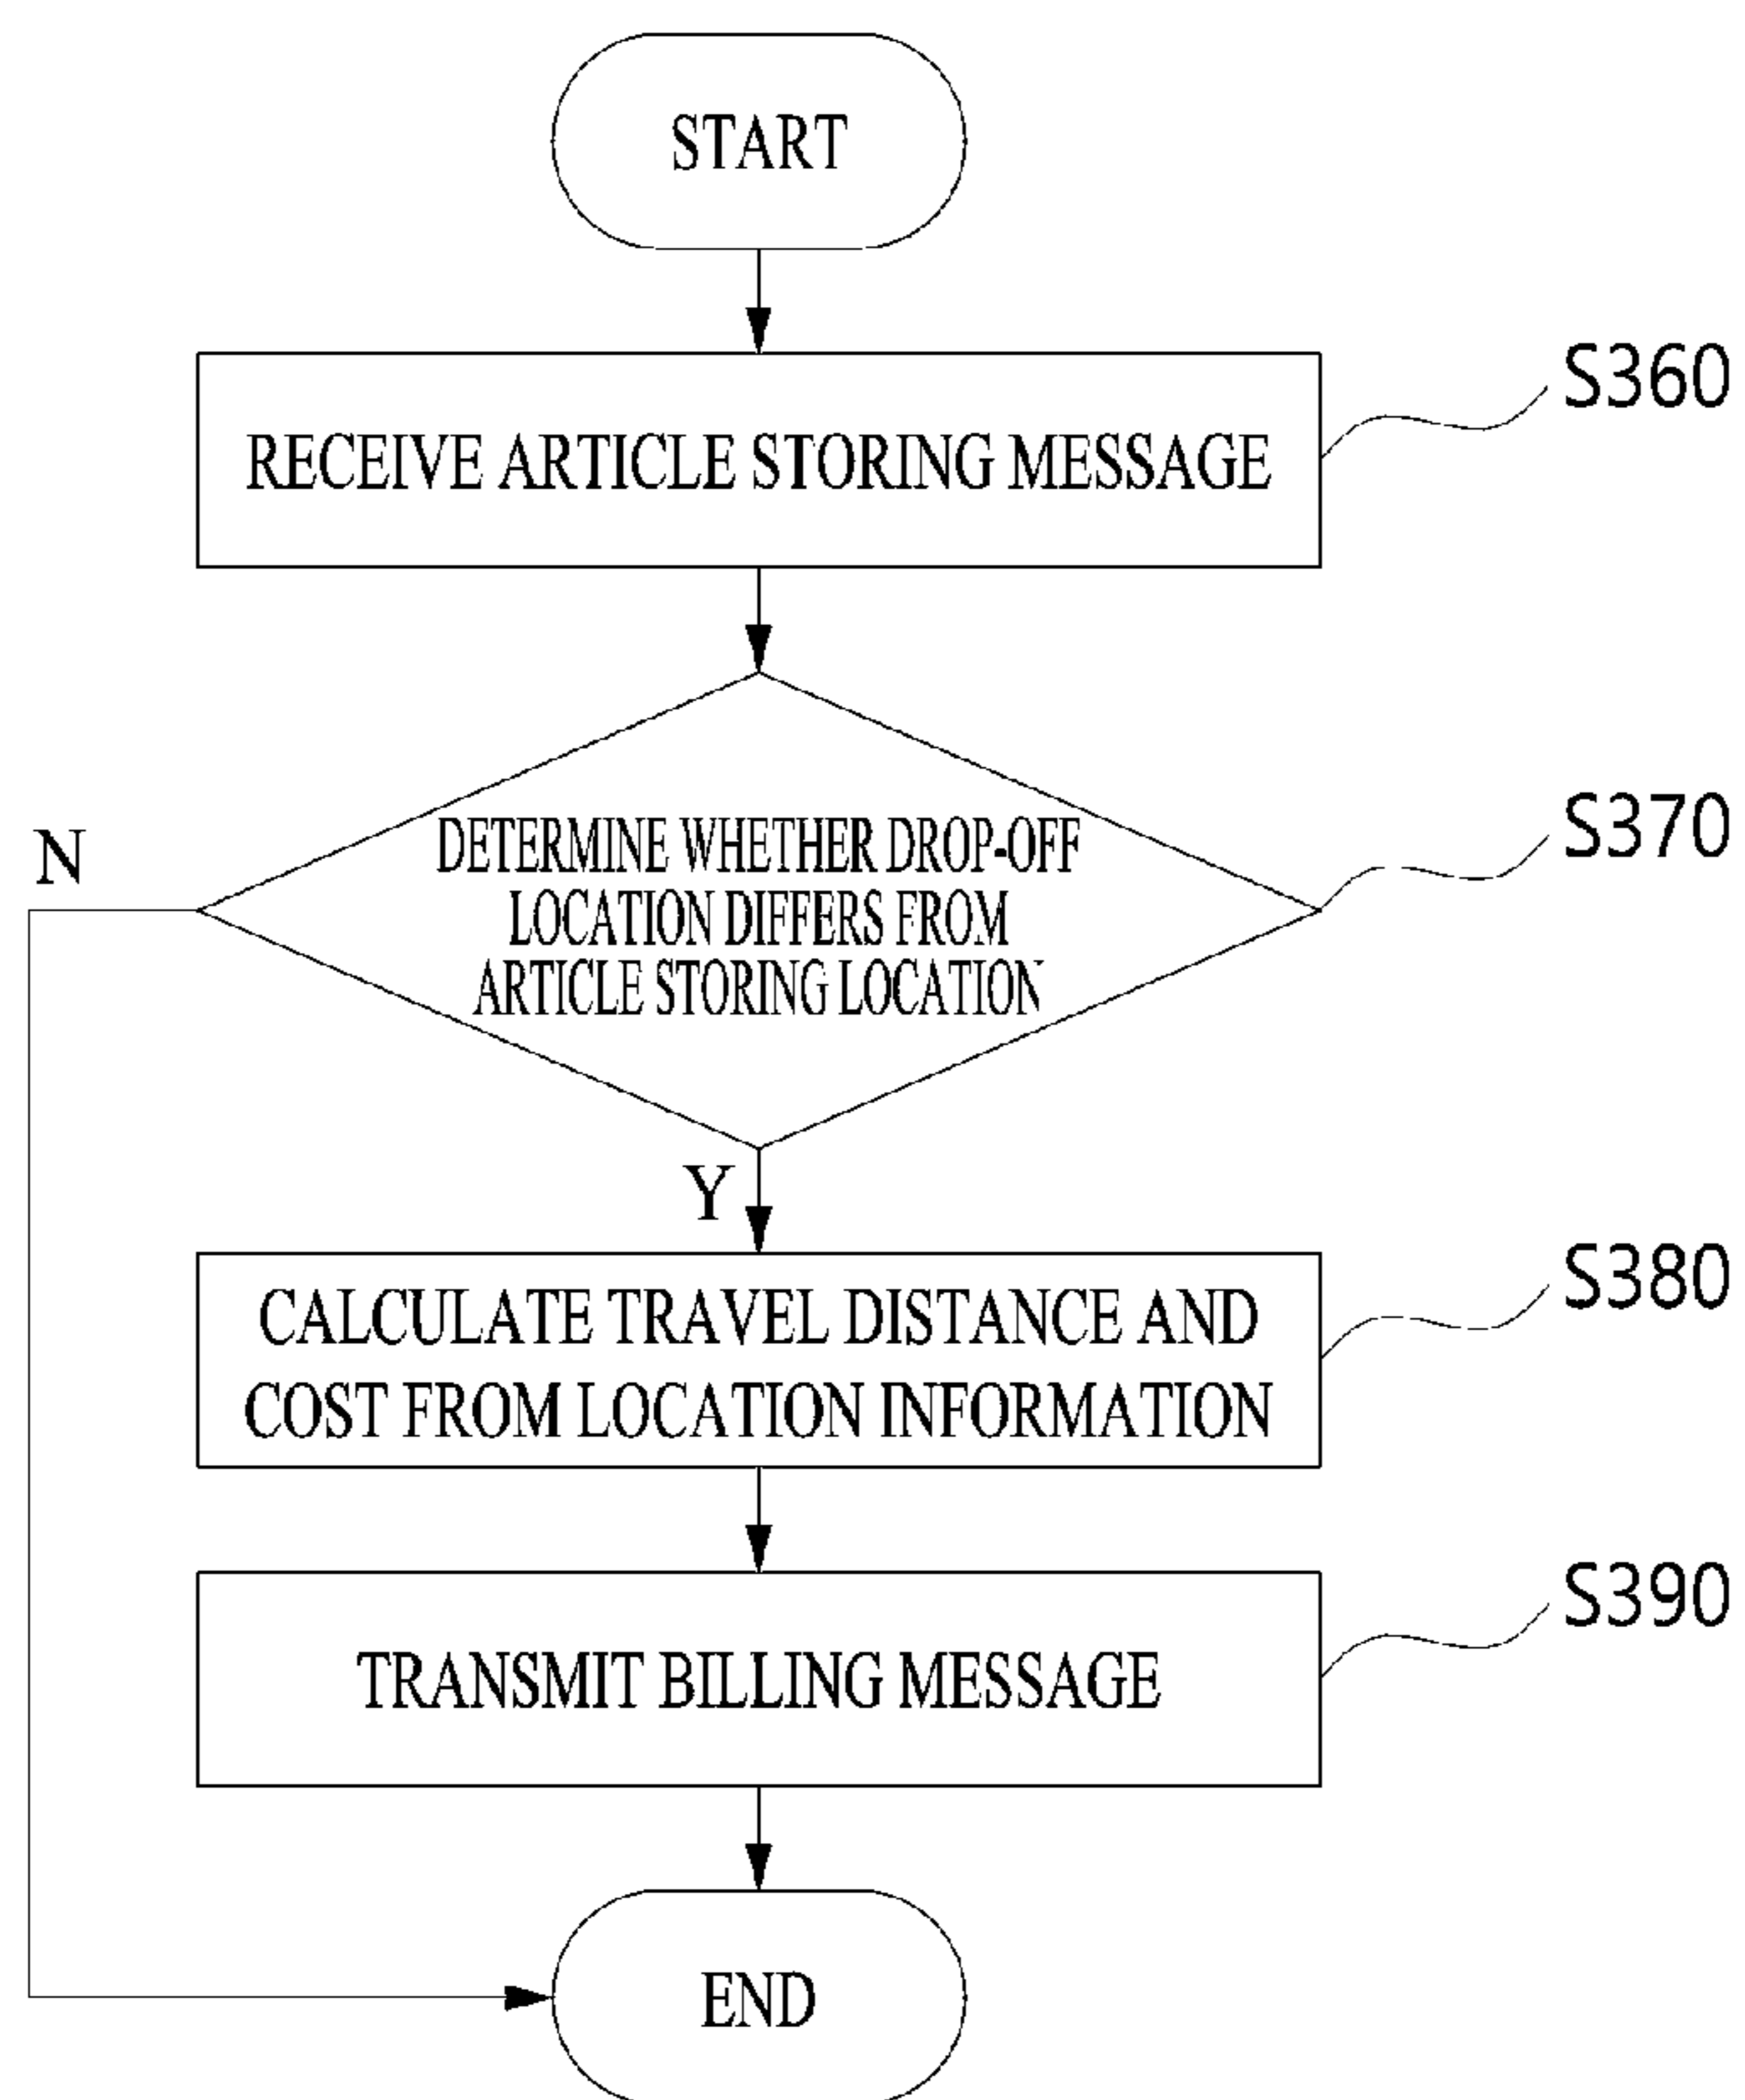 START
RECEIVE ARTICLE STORING MESSAGE
S360
DETERMINE WHETHER DROP-OFF
LOCATION DIFFERS FROM
ARTICLE STORING LOCATION
S370
N
Y
CALCULATE TRAVEL DISTANCE AND
COST FROM LOCATION INFORMATION
S380
TRANSMIT BILLING MESSAGE
S390
END